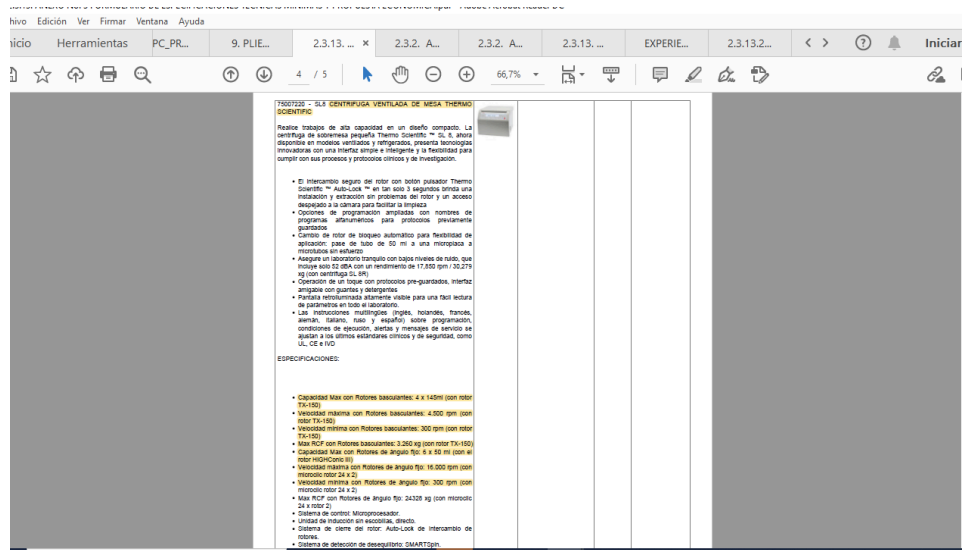 hivo Edición Ver Firmar Ventana Ayuda
nicio Herramientas PC_PR... 9. PLIE... 2.3.13. ... × 2.3.2. A... 2.3.2. A... 2.3.13. ... EXPERIE... 2.3.13.2... < > Iniciar
4 / 5 66,7%
75007220 - SL8 CENTRIFUGA VENTILADA DE MESA THERMO
SCIENTIFIC
Realice trabajos de alta capacidad en un diseño compacto. La
centrífuga de sobremesa pequeña Thermo Scientific ™ SL 8, ahora
disponible en modelos ventilados y refrigerados, presenta tecnologías
innovadoras con una interfaz simple e inteligente y la flexibilidad para
cumplir con sus procesos y protocolos clínicos y de investigación.
• El intercambio seguro del rotor con botón pulsador Thermo
Scientific ™ Auto-Lock ™ en tan solo 3 segundos brinda una
instalación y extracción sin problemas del rotor y un acceso
despejado a la cámara para facilitar la limpieza
• Opciones de programación ampliadas con nombres de
programas alfanuméricos para protocolos previamente
guardados
• Cambio de rotor de bloqueo automático para flexibilidad de
aplicación: pase de tubo de 50 ml a una microplaca a
microtubos sin esfuerzo
• Asegure un laboratorio tranquilo con bajos niveles de ruido, que
incluye solo 52 dBA con un rendimiento de 17,850 rpm / 30,279
xg (con centrífuga SL 8R)
• Operación de un toque con protocolos pre-guardados, interfaz
amigable con guantes y detergentes
• Pantalla retroiluminada altamente visible para una fácil lectura
de parámetros en todo el laboratorio.
• Las instrucciones multilingües (inglés, holandés, francés,
alemán, italiano, ruso y español) sobre programación,
condiciones de ejecución, alertas y mensajes de servicio se
ajustan a los últimos estándares clínicos y de seguridad, como
UL, CE e IVD
ESPECIFICACIONES:
• Capacidad Max con Rotores basculantes: 4 x 145ml (con rotor
TX-150)
• Velocidad máxima con Rotores basculantes: 4.500 rpm (con
rotor TX-150)
• Velocidad mínima con Rotores basculantes: 300 rpm (con rotor
TX-150)
• Max RCF con Rotores basculantes: 3.260 xg (con rotor TX-150)
• Capacidad Max con Rotores de ángulo fijo: 6 x 50 ml (con el
rotor HIGHConic III)
• Velocidad máxima con Rotores de ángulo fijo: 16.000 rpm (con
microclic rotor 24 x 2)
• Velocidad mínima con Rotores de ángulo fijo: 300 rpm (con
microclic rotor 24 x 2)
• Max RCF con Rotores de ángulo fijo: 24328 xg (con microclic
24 x rotor 2)
• Sistema de control: Microprocesador.
• Unidad de inducción sin escobillas, directo.
• Sistema de cierre del rotor: Auto-Lock de intercambio de
rotores.
• Sistema de detección de desequilibrio: SMARTSpin.